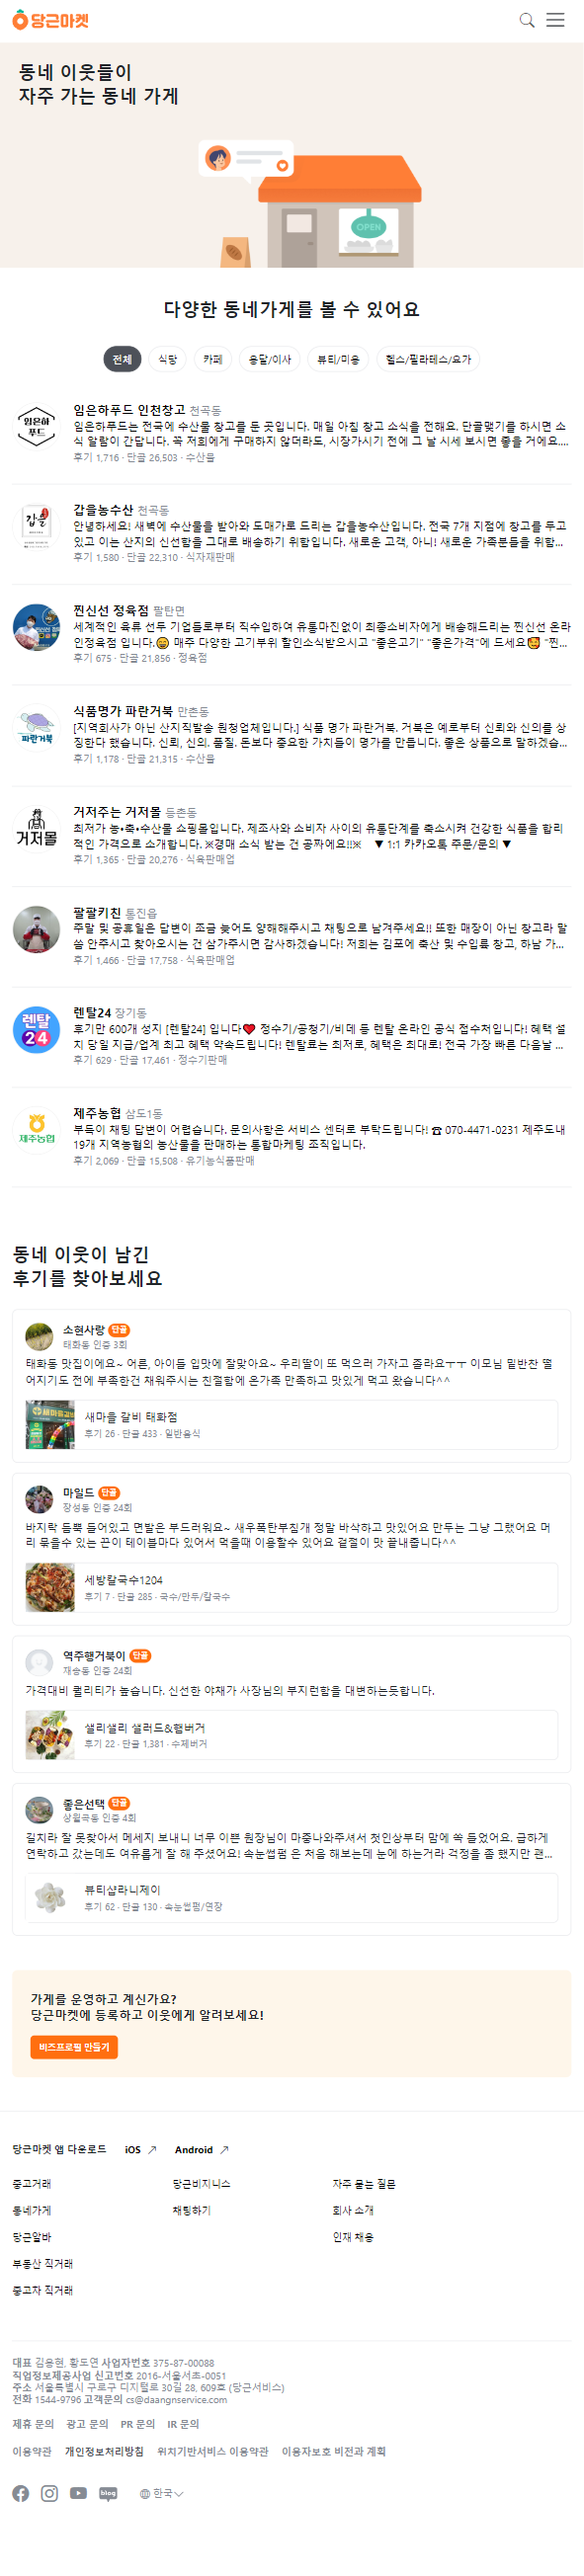 당근마켓
동네 이웃들이
자주 가는 동네 가게
OPEN
다양한 동네가게를 볼 수 있어요
전체 식당 카페 용달/이사 뷰티/미용 헬스/필라테스/요가
임은하푸드
임은하푸드 인천창고 천곡동
임은하푸드는 전국에 수산물 창고를 둔 곳입니다. 매일 아침 창고 소식을 전해요. 단골맺기를 하시면 소
식 알람이 간답니다. 꼭 저희에게 구매하지 않더라도, 시장가시기 전에 그 날 시세 보시면 좋을 거에요....
후기 1,716 · 단골 26,503 · 수산물
갑을
갑을농수산 천곡동
안녕하세요! 새벽에 수산물을 받아와 도매가로 드리는 갑을농수산입니다. 전국 7개 지점에 창고를 두고
있고 이는 산지의 신선함을 그대로 배송하기 위함입니다. 새로운 고객, 아니! 새로운 가족분들을 위함...
후기 1,580 · 단골 22,310 · 식자재판매
찐신선 정육점 팔탄면
세계적인 육류 선두 기업들로부터 직수입하여 유통마진없이 최종소비자에게 배송해드리는 찐신선 온라
인정육점 입니다.😄 매주 다양한 고기부위 할인소식받으시고 "좋은고기" "좋은가격"에 드세요🥰 "찐...
후기 675 · 단골 21,856 · 정육점
파란거북
식품명가 파란거북 만촌동
[지역회사가 아닌 산지직발송 원청업체입니다.] 식품 명가 파란거북. 거북은 예로부터 신뢰와 신의를 상
징한다 했습니다. 신뢰, 신의. 품질. 돈보다 중요한 가치들이 명가를 만듭니다. 좋은 상품으로 말하겠습...
후기 1,178 · 단골 21,315 · 수산물
거저몰
거저주는 거저몰 등촌동
최저가 농•축•수산물 쇼핑몰입니다. 제조사와 소비자 사이의 유통단계를 축소시켜 건강한 식품을 합리
적인 가격으로 소개합니다. ※경매 소식 받는 건 공짜에요!!※ ▼ 1:1 카카오톡 주문/문의 ▼
후기 1,365 · 단골 20,276 · 식육판매업
팔팔키친 통진읍
주말 및 공휴일은 답변이 조금 늦어도 양해해주시고 채팅으로 남겨주세요!! 또한 매장이 아닌 창고라 말
씀 안주시고 찾아오시는 건 삼가주시면 감사하겠습니다! 저희는 김포에 축산 및 수입륙 창고, 하남 가...
후기 1,466 · 단골 17,758 · 식육판매업
렌탈
24
렌탈24 장기동
후기만 600개 성지 [렌탈24] 입니다❤️ 정수기/공청기/비데 등 렌탈 온라인 공식 접수처입니다! 혜택 설
치 당일 지급/업계 최고 혜택 약속드립니다! 렌탈료는 최저로, 혜택은 최대로! 전국 가장 빠른 다음날 ...
후기 629 · 단골 17,461 · 정수기판매
제주농협
제주농협 삼도1동
부득이 채팅 답변이 어렵습니다. 문의사항은 서비스 센터로 부탁드립니다! ☎ 070-4471-0231 제주도내
19개 지역농협의 농산물을 판매하는 통합마케팅 조직입니다.
후기 2,069 · 단골 15,508 · 유기농식품판매
동네 이웃이 남긴
후기를 찾아보세요
소현사랑 단골
태화동 인증 3회
태화동 맛집이에요~ 어른, 아이들 입맛에 잘맞아요~ 우리딸이 또 먹으러 가자고 졸라요ㅜㅜ 이모님 밑반찬 떨
어지기도 전에 부족한건 채워주시는 친절함에 온가족 만족하고 맛있게 먹고 왔습니다^^
새마을 갈비 태화점
후기 26 · 단골 433 · 일반음식
마일드 단골
장성동 인증 24회
바지락 듬뿍 들어있고 면발은 부드러워요~ 새우폭탄부침개 정말 바삭하고 맛있어요 만두는 그냥 그랬어요 머
리 묶을수 있는 끈이 테이블마다 있어서 먹을때 이용할수 있어요 겉절이 맛 끝내줍니다^^
세방칼국수1204
후기 7 · 단골 285 · 국수/만두/칼국수
역주행거북이 단골
재송동 인증 24회
가격대비 퀄리티가 높습니다. 신선한 야채가 사장님의 부지런함을 대변하는듯합니다.
샐리샐리 샐러드&햄버거
후기 22 · 단골 1,381 · 수제버거
좋은선택 단골
상월곡동 인증 4회
길치라 잘 못찾아서 메세지 보내니 너무 이쁜 원장님이 마중나와주셔서 첫인상부터 맘에 쏙 들었어요. 급하게
연락하고 갔는데도 여유롭게 잘 해 주셨어요! 속눈썹펌 은 처음 해보는데 눈에 하는거라 걱정을 좀 했지만 괜...
뷰티샵라니제이
후기 62 · 단골 130 · 속눈썹펌/연장
가게를 운영하고 계신가요?
당근마켓에 등록하고 이웃에게 알려보세요!
비즈프로필 만들기
당근마켓 앱 다운로드 iOS Android
중고거래 당근비지니스 자주 묻는 질문
동네가게 채팅하기 회사 소개
당근알바 인재 채용
부동산 직거래
중고차 직거래
대표 김용현, 황도연 사업자번호 375-87-00088
직업정보제공사업 신고번호 2016-서울서초-0051
주소 서울특별시 구로구 디지털로 30길 28, 609호 (당근서비스)
전화 1544-9796 고객문의 cs@daangnservice.com
제휴 문의 광고 문의 PR 문의 IR 문의
이용약관 개인정보처리방침 위치기반서비스 이용약관 이용자보호 비전과 계획
blog 한국